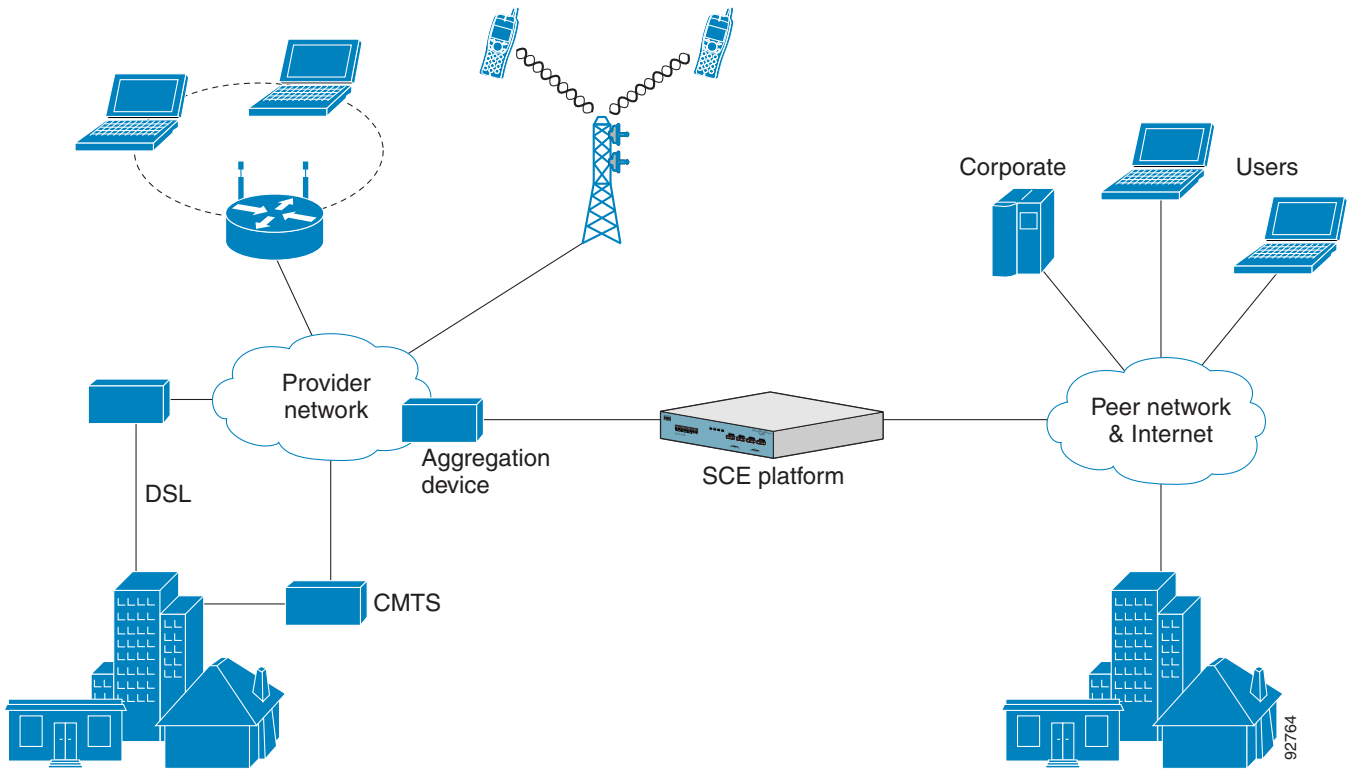 Corporate
Users
Provider
network
Peer network
& Internet
Aggregation
device
SCE platform
DSL
CMTS
92764